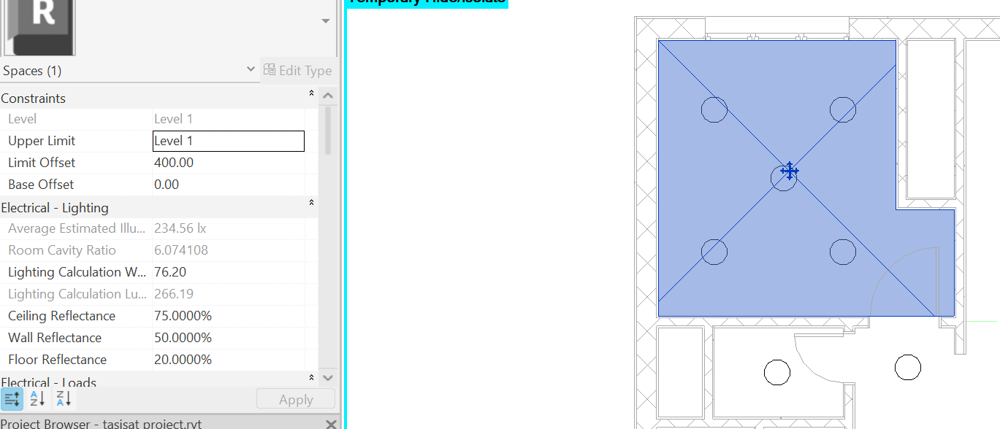 R
Temporary Hide/Isolate
Spaces (1)
Edit Type
Constraints
Level Level 1
Upper Limit Level 1
Limit Offset 400.00
Base Offset 0.00
Electrical - Lighting
Average Estimated Illu... 234.56 lx
Room Cavity Ratio 6.074108
Lighting Calculation W... 76.20
Lighting Calculation Lu... 266.19
Ceiling Reflectance 75.0000%
Wall Reflectance 50.0000%
Floor Reflectance 20.0000%
Electrical - Loads
A Z
Z A
Apply
Project Browser - tasisat project.rvt